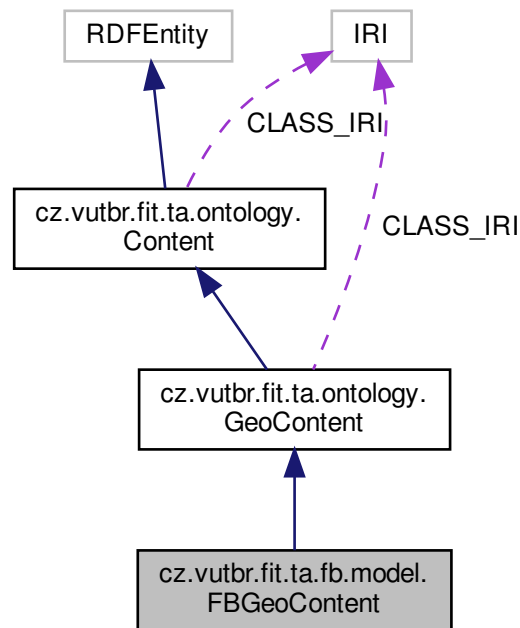 RDFEntity
IRI
CLASS_IRI
cz.vutbr.fit.ta.ontology.
Content
CLASS_IRI
cz.vutbr.fit.ta.ontology.
GeoContent
cz.vutbr.fit.ta.fb.model.
FBGeoContent